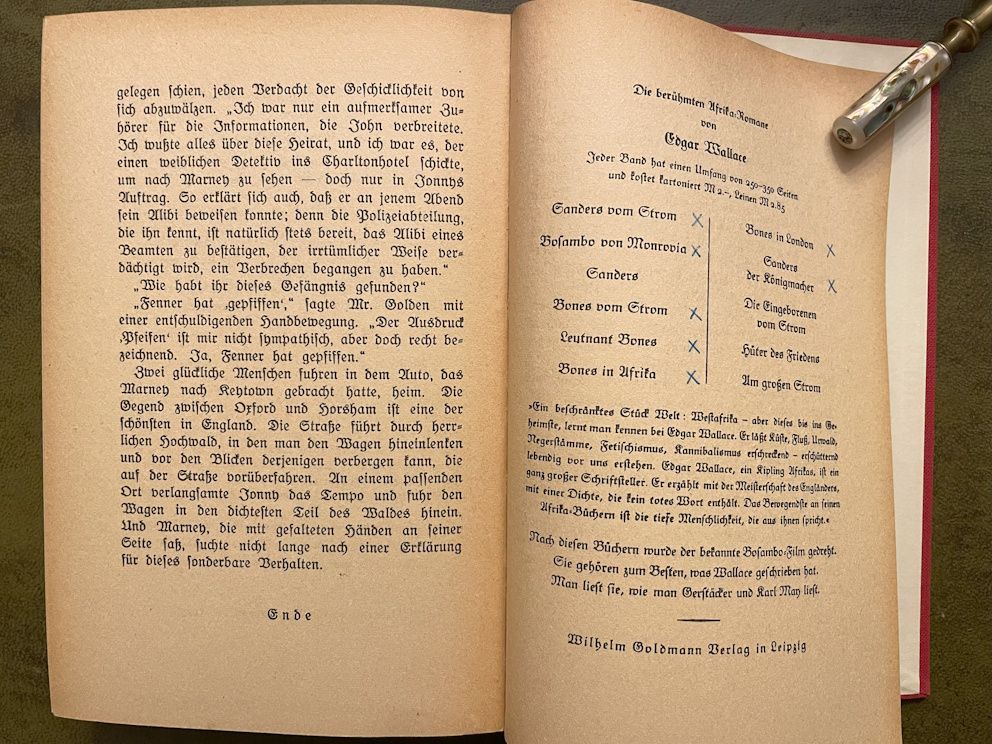 gelegen schien, jeden Verdacht der Geschicklichkeit von
sich abzuwälzen. „Ich war nur ein aufmerksamer Zu-
hörer für die Informationen, die John verbreitete.
Ich wußte alles über diese Heirat, und ich war es, der
einen weiblichen Detektiv ins Charltonhotel schickte,
um nach Marney zu sehen — doch nur in Jonnys
Auftrag. So erklärt sich auch, daß er an jenem Abend
sein Alibi beweisen konnte; denn die Polizeiabteilung,
die ihn kennt, ist natürlich stets bereit, das Alibi eines
Beamten zu bestätigen, der irrtümlicher Weise ver-
dächtigt wird, ein Verbrechen begangen zu haben.“
„Wie habt ihr dieses Gefängnis gefunden?“
„Fenner hat ‚gepfiffen‘,“ sagte Mr. Golden mit
einer entschuldigenden Handbewegung. „Der Ausdruck
‚Pfeifen‘ ist mir nicht sympathisch, aber doch recht be-
zeichnend. Ja, Fenner hat gepfiffen.“
Zwei glückliche Menschen fuhren in dem Auto, das
Marney nach Keytown gebracht hatte, heim. Die
Gegend zwischen Oxford und Horsham ist eine der
schönsten in England. Die Straße führt durch herr-
lichen Hochwald, in den man den Wagen hineinlenken
und vor den Blicken derjenigen verbergen kann, die
auf der Straße vorüberfahren. An einem passenden
Ort verlangsamte Jonny das Tempo und fuhr den
Wagen in den dichtesten Teil des Waldes hinein.
Und Marney, die mit gefalteten Händen an seiner
Seite saß, suchte nicht lange nach einer Erklärung
für dieses sonderbare Verhalten.
Ende
Die berühmten Afrika-Romane
von
Edgar Wallace
Jeder Band hat einen Umfang von 250–350 Seiten
und kostet kartoniert M 2.–, Leinen M 2.85
Sanders vom Strom
Bosambo von Monrovia
Sanders
Bones vom Strom
Leutnant Bones
Bones in Afrika
Bones in London
Sanders
der Königmacher
Die Eingeborenen
vom Strom
Hüter des Friedens
Am großen Strom
»Ein beschränktes Stück Welt: Westafrika – aber dieses bis ins Ge-
heimste, lernt man kennen bei Edgar Wallace. Er läßt Küste, Fluß, Urwald,
Negerstämme, Fetischismus, Kannibalismus erschreckend – erschütternd
lebendig vor uns erstehen. Edgar Wallace, ein Kipling Afrikas, ist ein
ganz großer Schriftsteller. Er erzählt mit der Meisterschaft des Engländers,
mit einer Dichte, die kein totes Wort enthält. Das Bewegendste an seinen
Afrika-Büchern ist die tiefe Menschlichkeit, die aus ihnen spricht.«
Nach diesen Büchern wurde der bekannte Bosambo-Film gedreht.
Sie gehören zum Besten, was Wallace geschrieben hat.
Man liest sie, wie man Gerstäcker und Karl May liest.
Wilhelm Goldmann Verlag in Leipzig